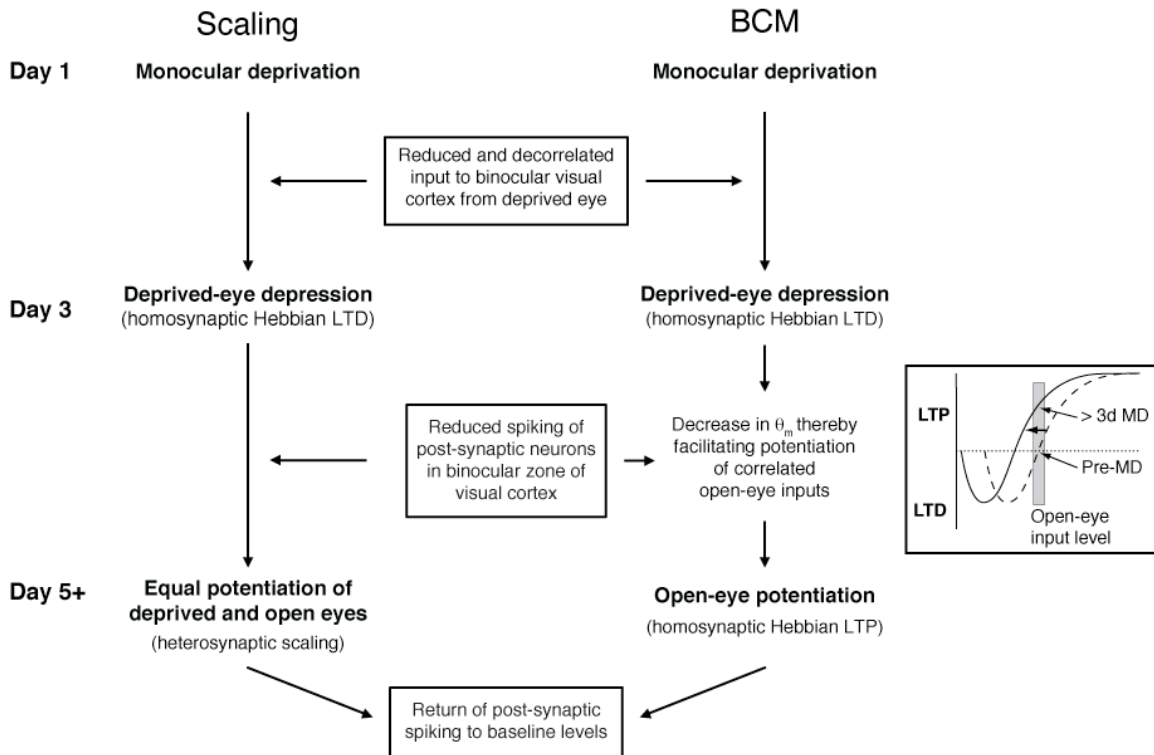 Scaling
BCM
Day 1
Monocular deprivation
Monocular deprivation
Reduced and decorrelated
input to binocular visual
cortex from deprived eye
Day 3
Deprived-eye depression
(homosynaptic Hebbian LTD)
Deprived-eye depression
(homosynaptic Hebbian LTD)
Reduced spiking of
post-synaptic neurons
in binocular zone of
visual cortex
Decrease in θm thereby
facilitating potentiation
of correlated
open-eye inputs
LTP
LTD
> 3d MD
Pre-MD
Open-eye
input level
Day 5+
Equal potentiation of
deprived and open eyes
(heterosynaptic scaling)
Open-eye potentiation
(homosynaptic Hebbian LTP)
Return of post-synaptic
spiking to baseline levels